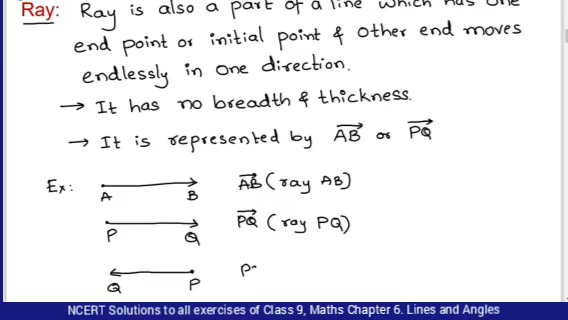 Ray: Ray is also a part of a line which has one
end point or initial point & other end moves
endlessly in one direction.
→ It has no breadth & thickness.
→ It is represented by AB or PQ
Ex: A B AB (ray AB)
P Q PQ (ray PQ)
Q P P
NCERT Solutions to all exercises of Class 9, Maths Chapter 6. Lines and Angles